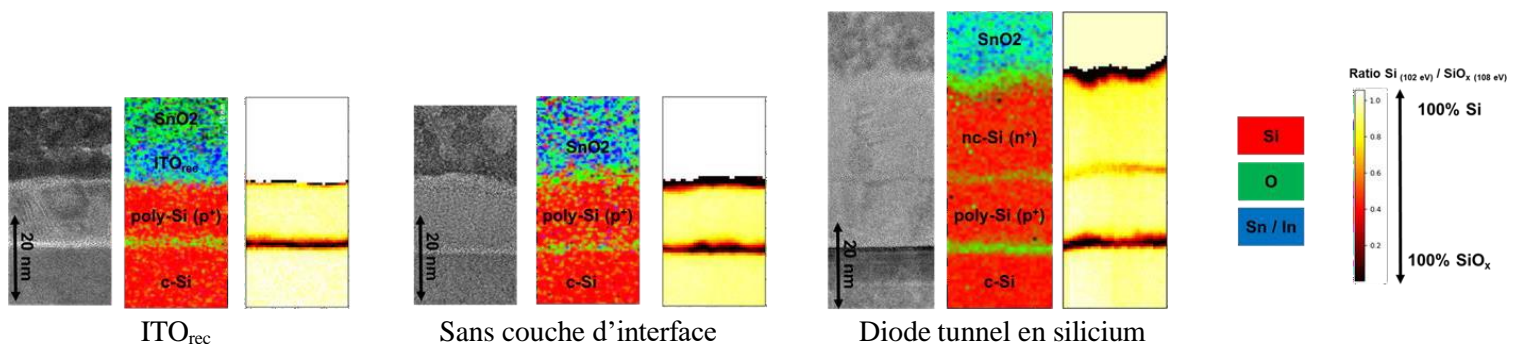 SnO2
ITOrec
poly-Si (p+)
c-Si
20 nm
ITOrec
SnO2
poly-Si (p+)
c-Si
20 nm
Sans couche d'interface
SnO2
nc-Si (n+)
poly-Si (p+)
c-Si
20 nm
Diode tunnel en silicium
Si
O
Sn / In
Ratio Si (102 eV) / SiOx (108 eV)
1.0
0.8
0.6
0.4
0.2
100% Si
100% SiOx